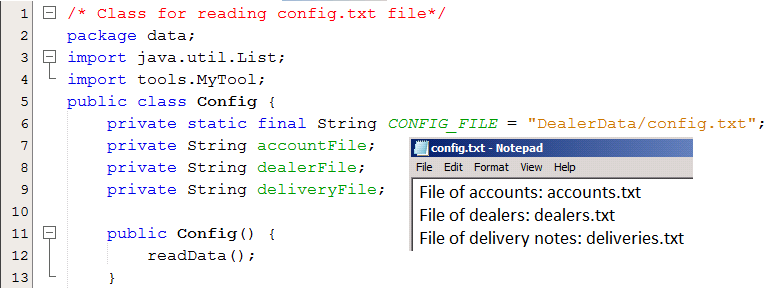 1 /* Class for reading config.txt file*/
2 package data;
3 import java.util.List;
4 import tools.MyTool;
5 public class Config {
6 private static final String CONFIG_FILE = "DealerData/config.txt";
7 private String accountFile;
8 private String dealerFile;
9 private String deliveryFile;
10
11 public Config() {
12 readData();
13 }
config.txt - Notepad
File Edit Format View Help
File of accounts: accounts.txt
File of dealers: dealers.txt
File of delivery notes: deliveries.txt